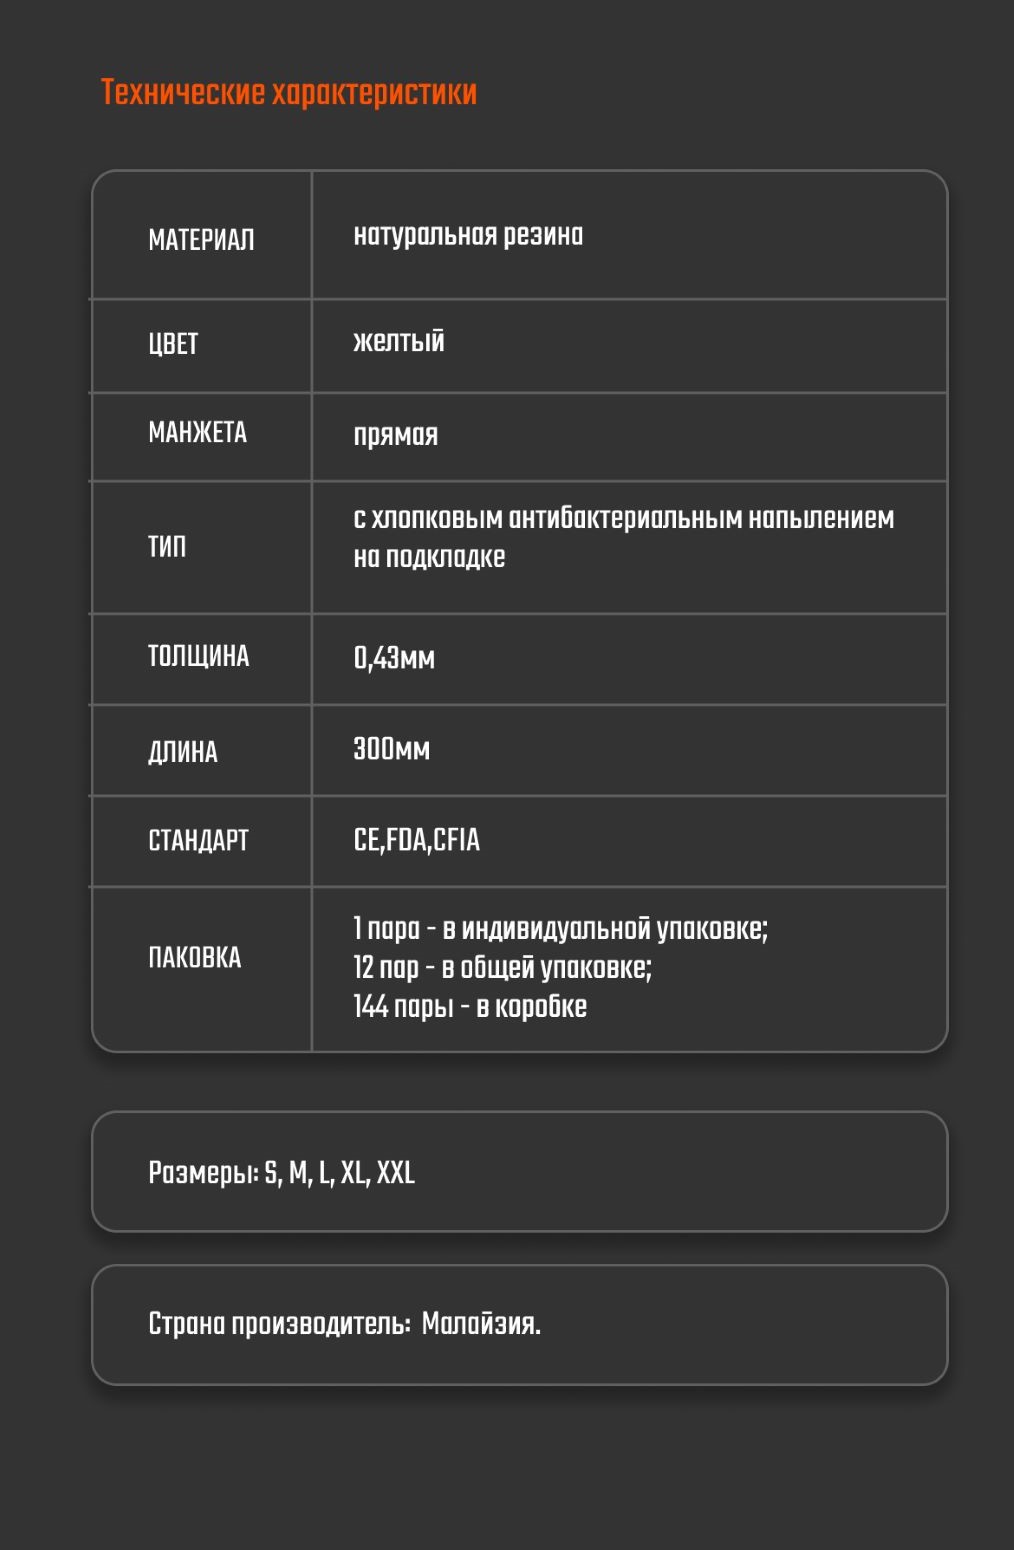 Технические характеристики
МАТЕРИАЛ
натуральная резина
ЦВЕТ
желтый
МАНЖЕТА
прямая
ТИП
с хлопковым антибактериальным напылением
на подкладке
ТОЛЩИНА
0,43мм
ДЛИНА
300мм
СТАНДАРТ
CE,FDA,CFIA
ПАКОВКА
1 пара - в индивидуальной упаковке;
12 пар - в общей упаковке;
144 пары - в коробке
Размеры: S, M, L, XL, XXL
Страна производитель: Малайзия.